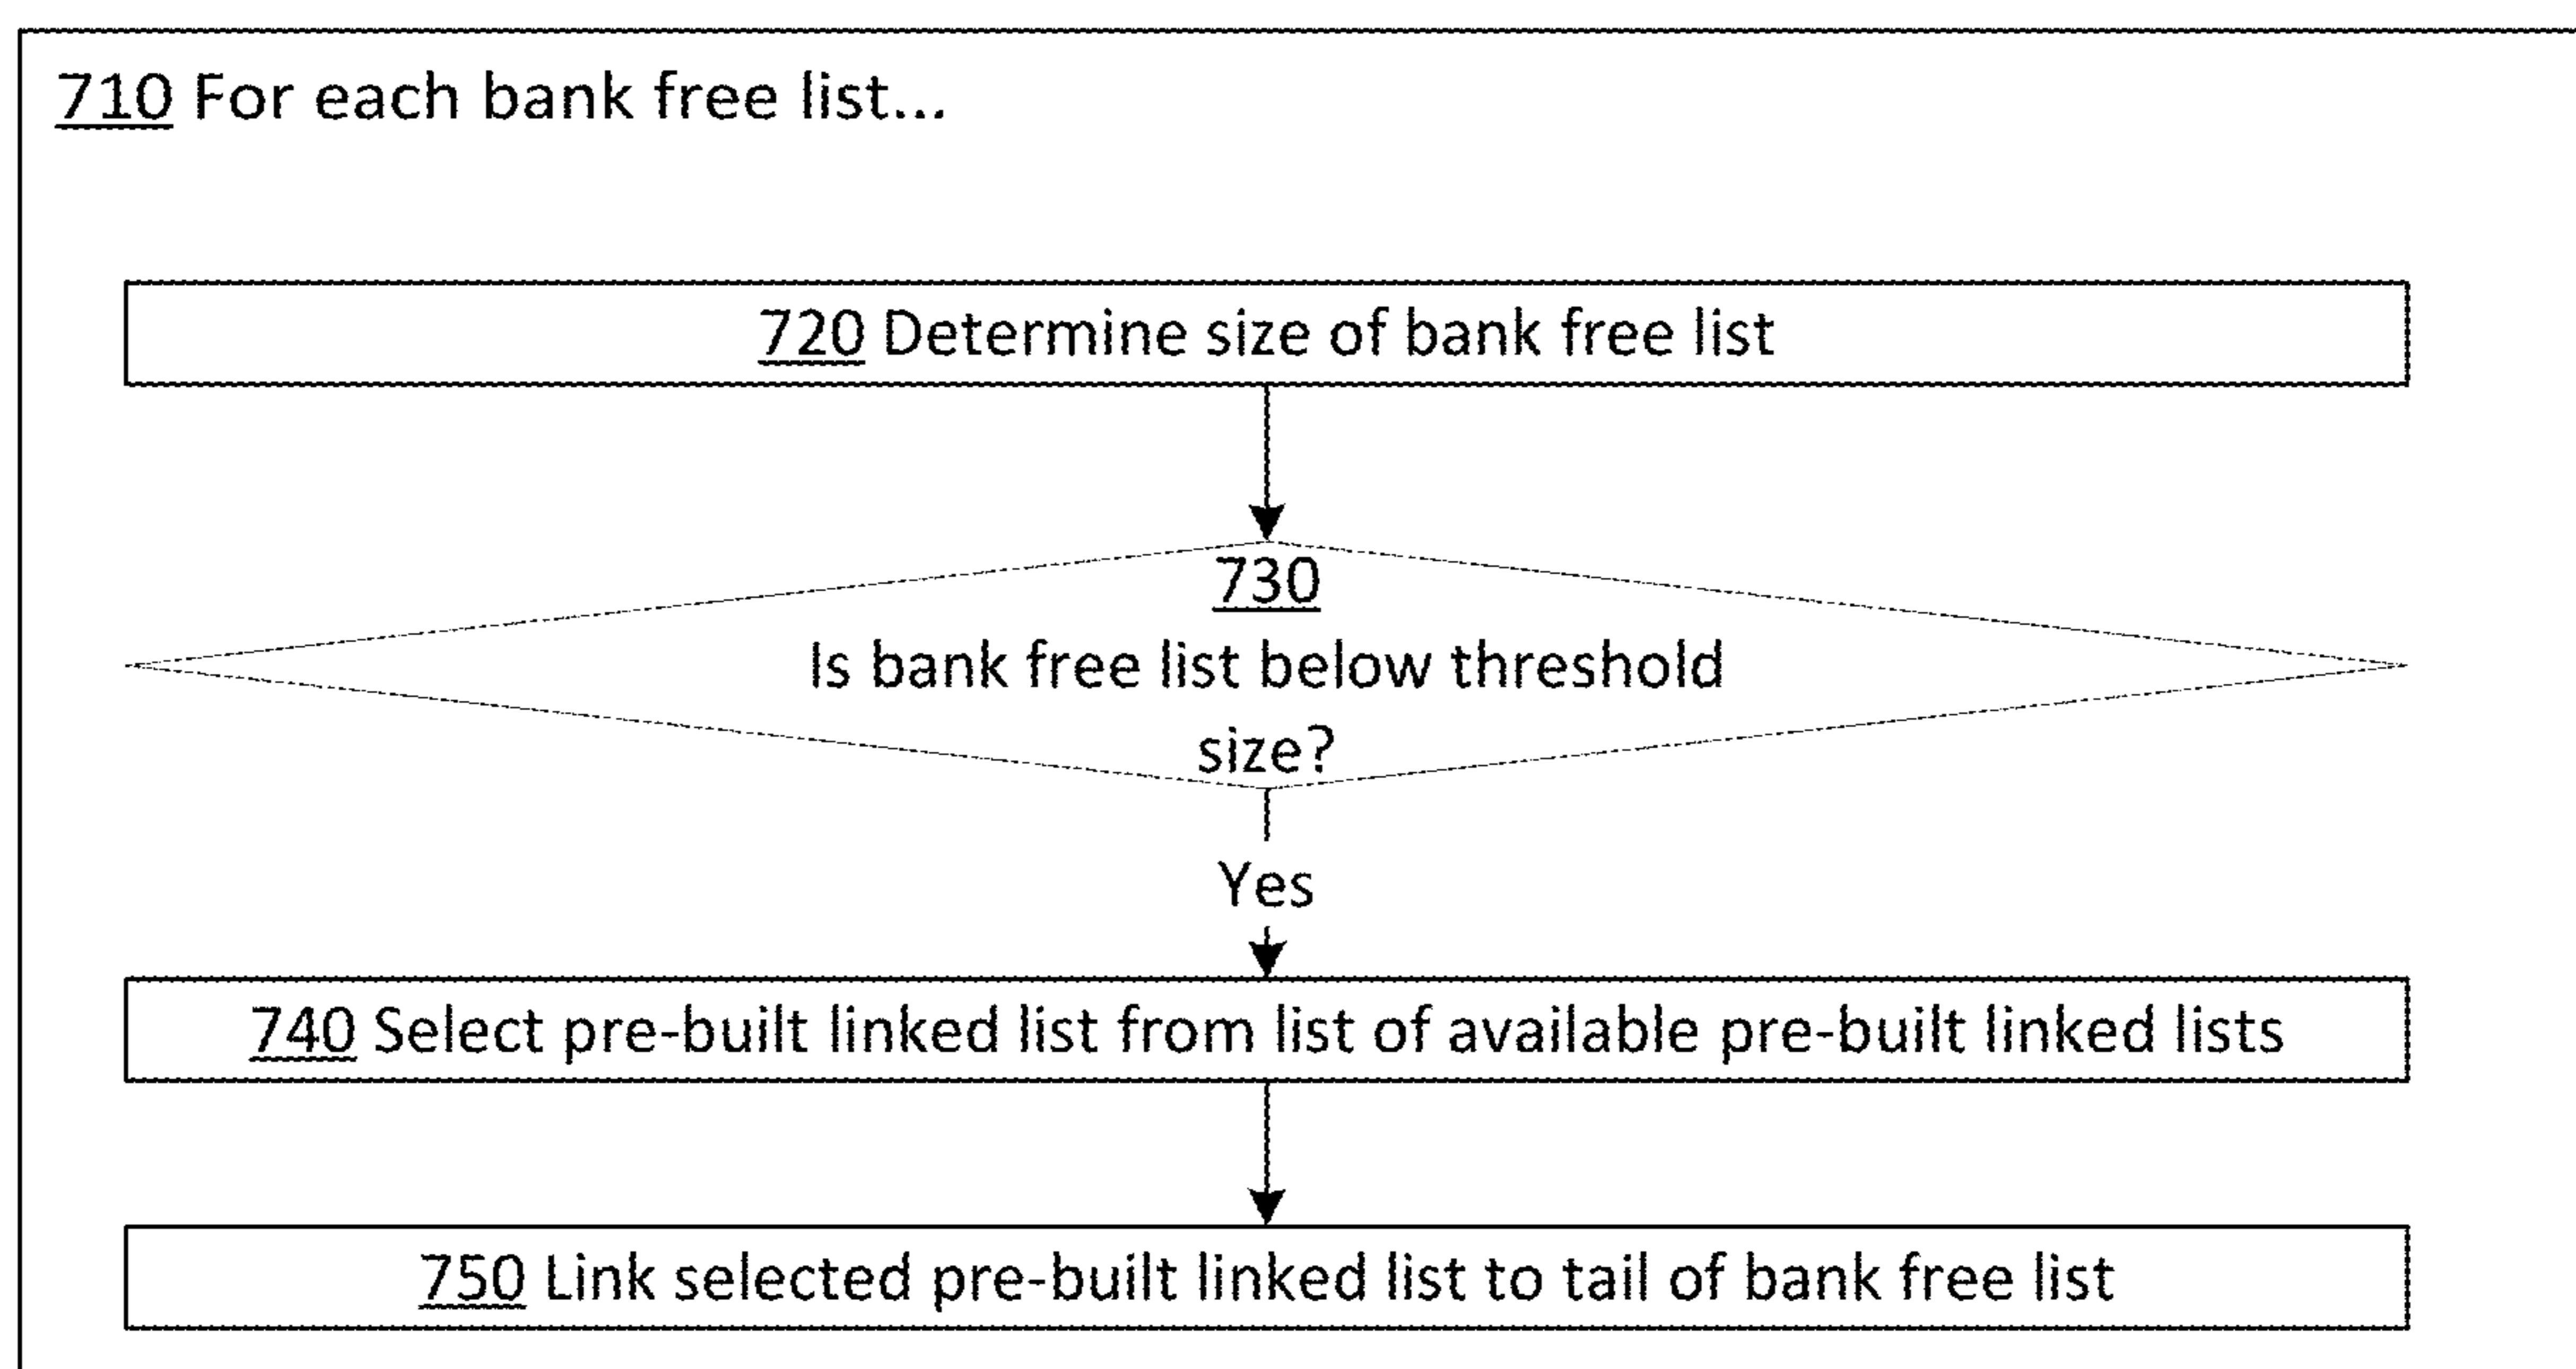 710 For each bank free list...
720 Determine size of bank free list
730
Is bank free list below threshold
size?
Yes
740 Select pre-built linked list from list of available pre-built linked lists
750 Link selected pre-built linked list to tail of bank free list